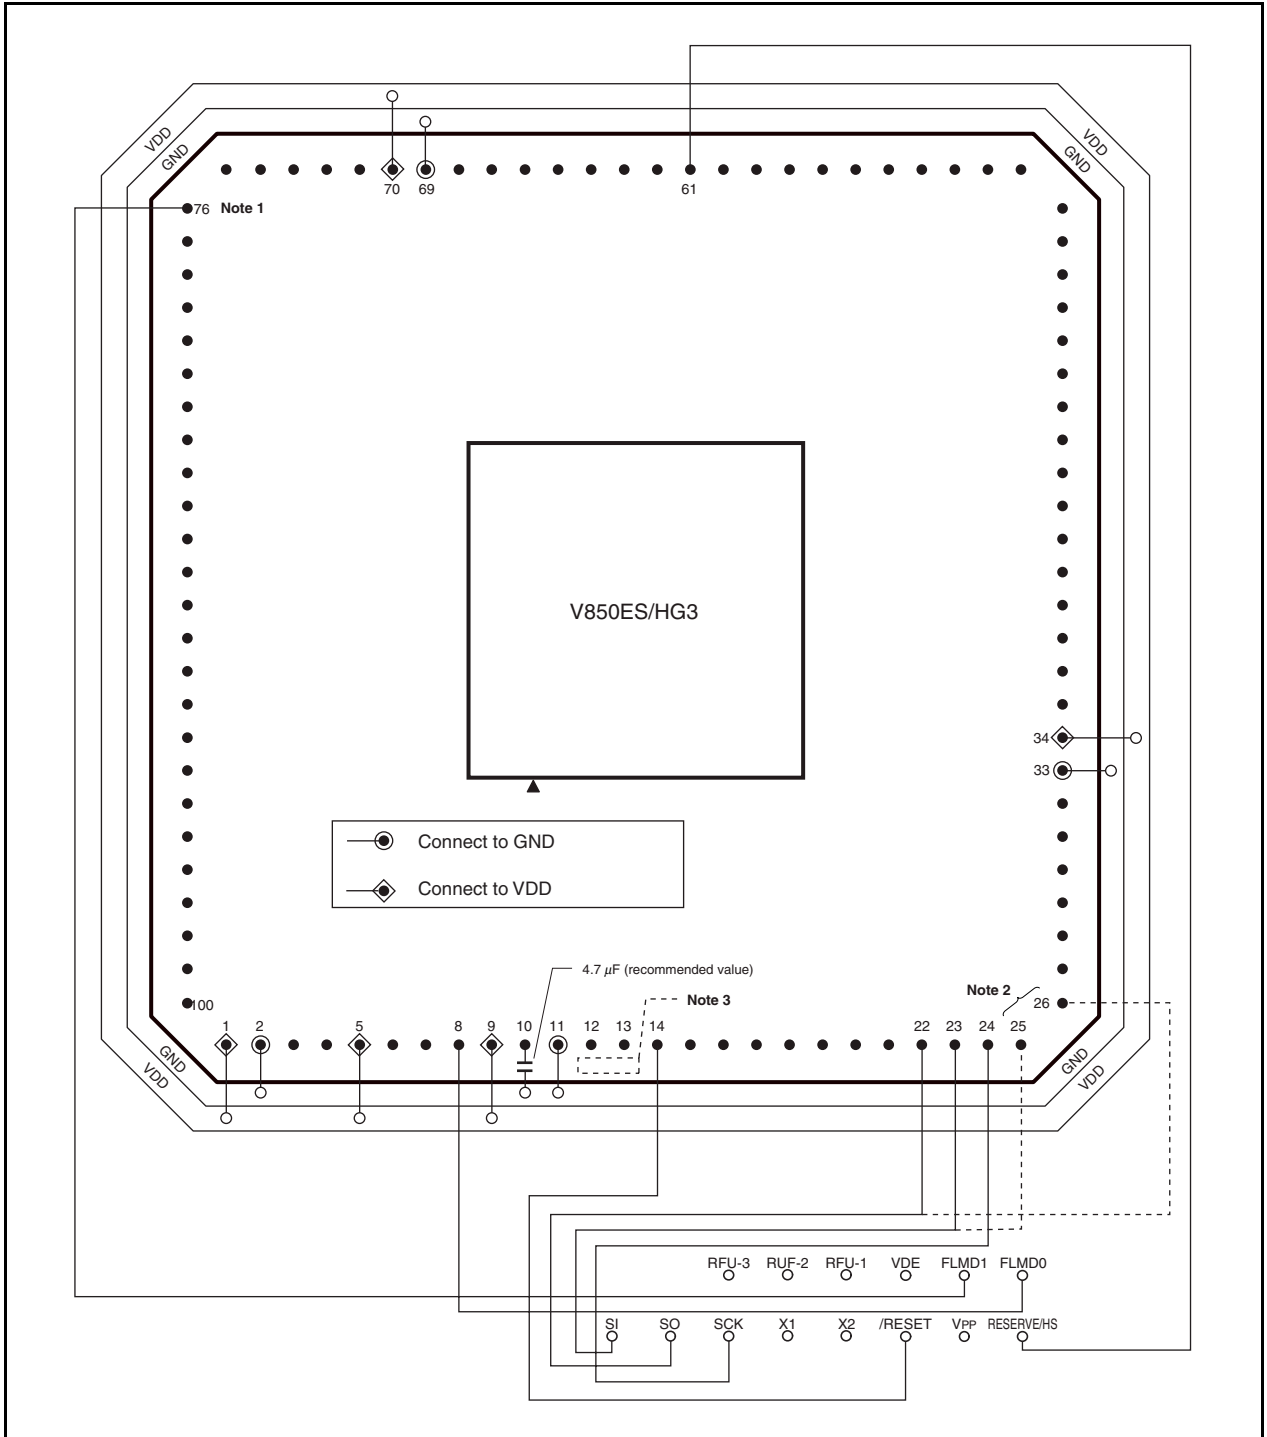 VDD
GND
VDD
GND
70 69 61
76 Note 1
V850ES/HG3
34
33
Connect to GND
Connect to VDD
4.7 μF (recommended value)
Note 3
Note 2
100
26
1 2 5 8 9 10 11 12 13 14 22 23 24 25
GND
VDD
GND
VDD
RFU-3 RUF-2 RFU-1 VDE FLMD1 FLMD0
SI SO SCK X1 X2 /RESET VPP RESERVE/HS